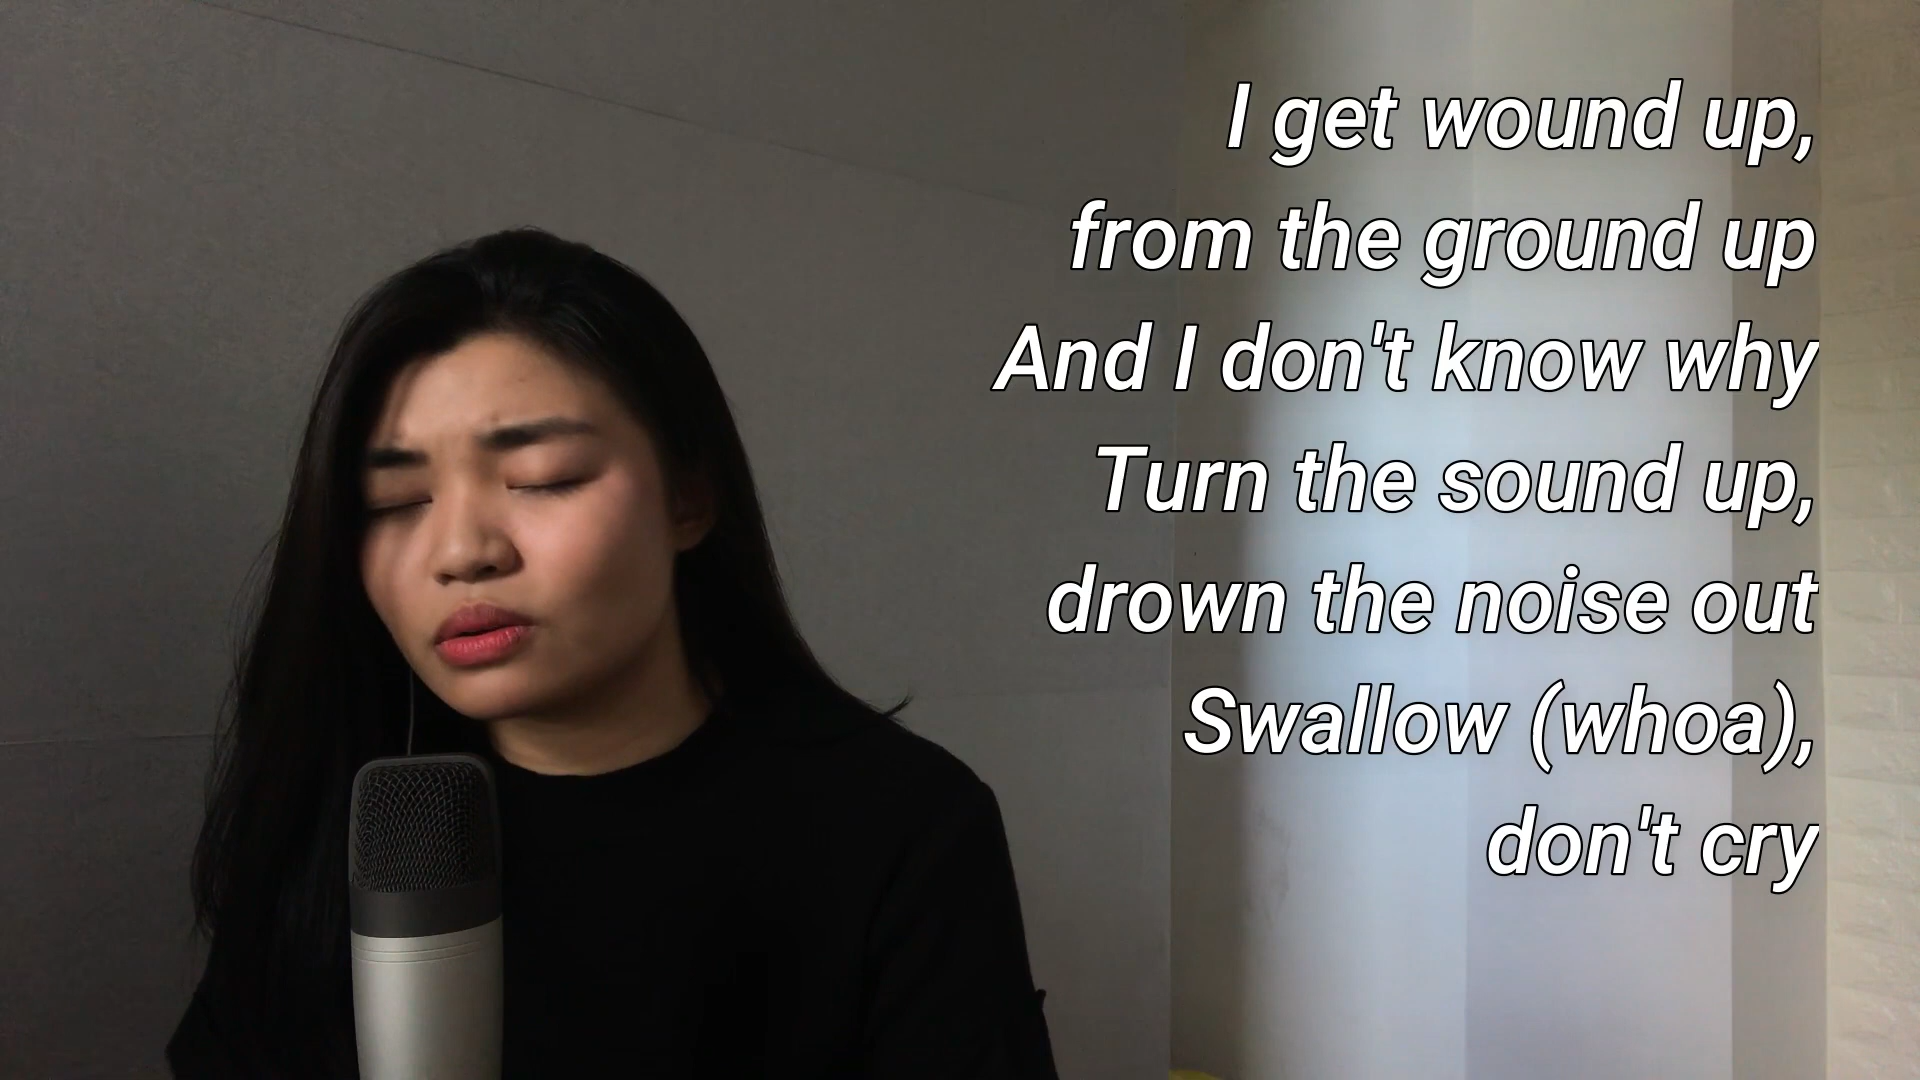 I get wound up,
from the ground up
And I don't know why
Turn the sound up,
drown the noise out
Swallow (whoa),
don't cry